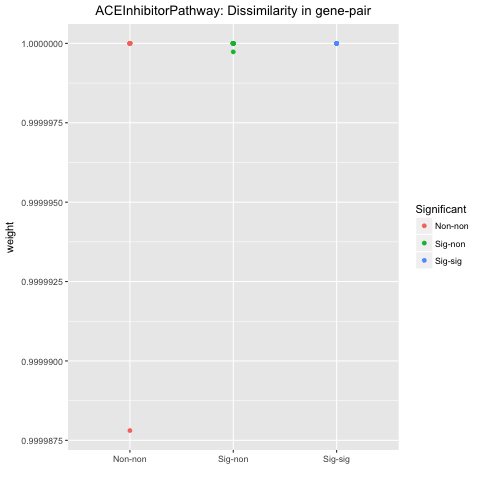 ACEInhibitorPathway: Dissimilarity in gene-pair
weight
1.0000000
0.9999975
0.9999950
0.9999925
0.9999900
0.9999875
Non-non
Sig-non
Sig-sig
Significant
Non-non
Sig-non
Sig-sig